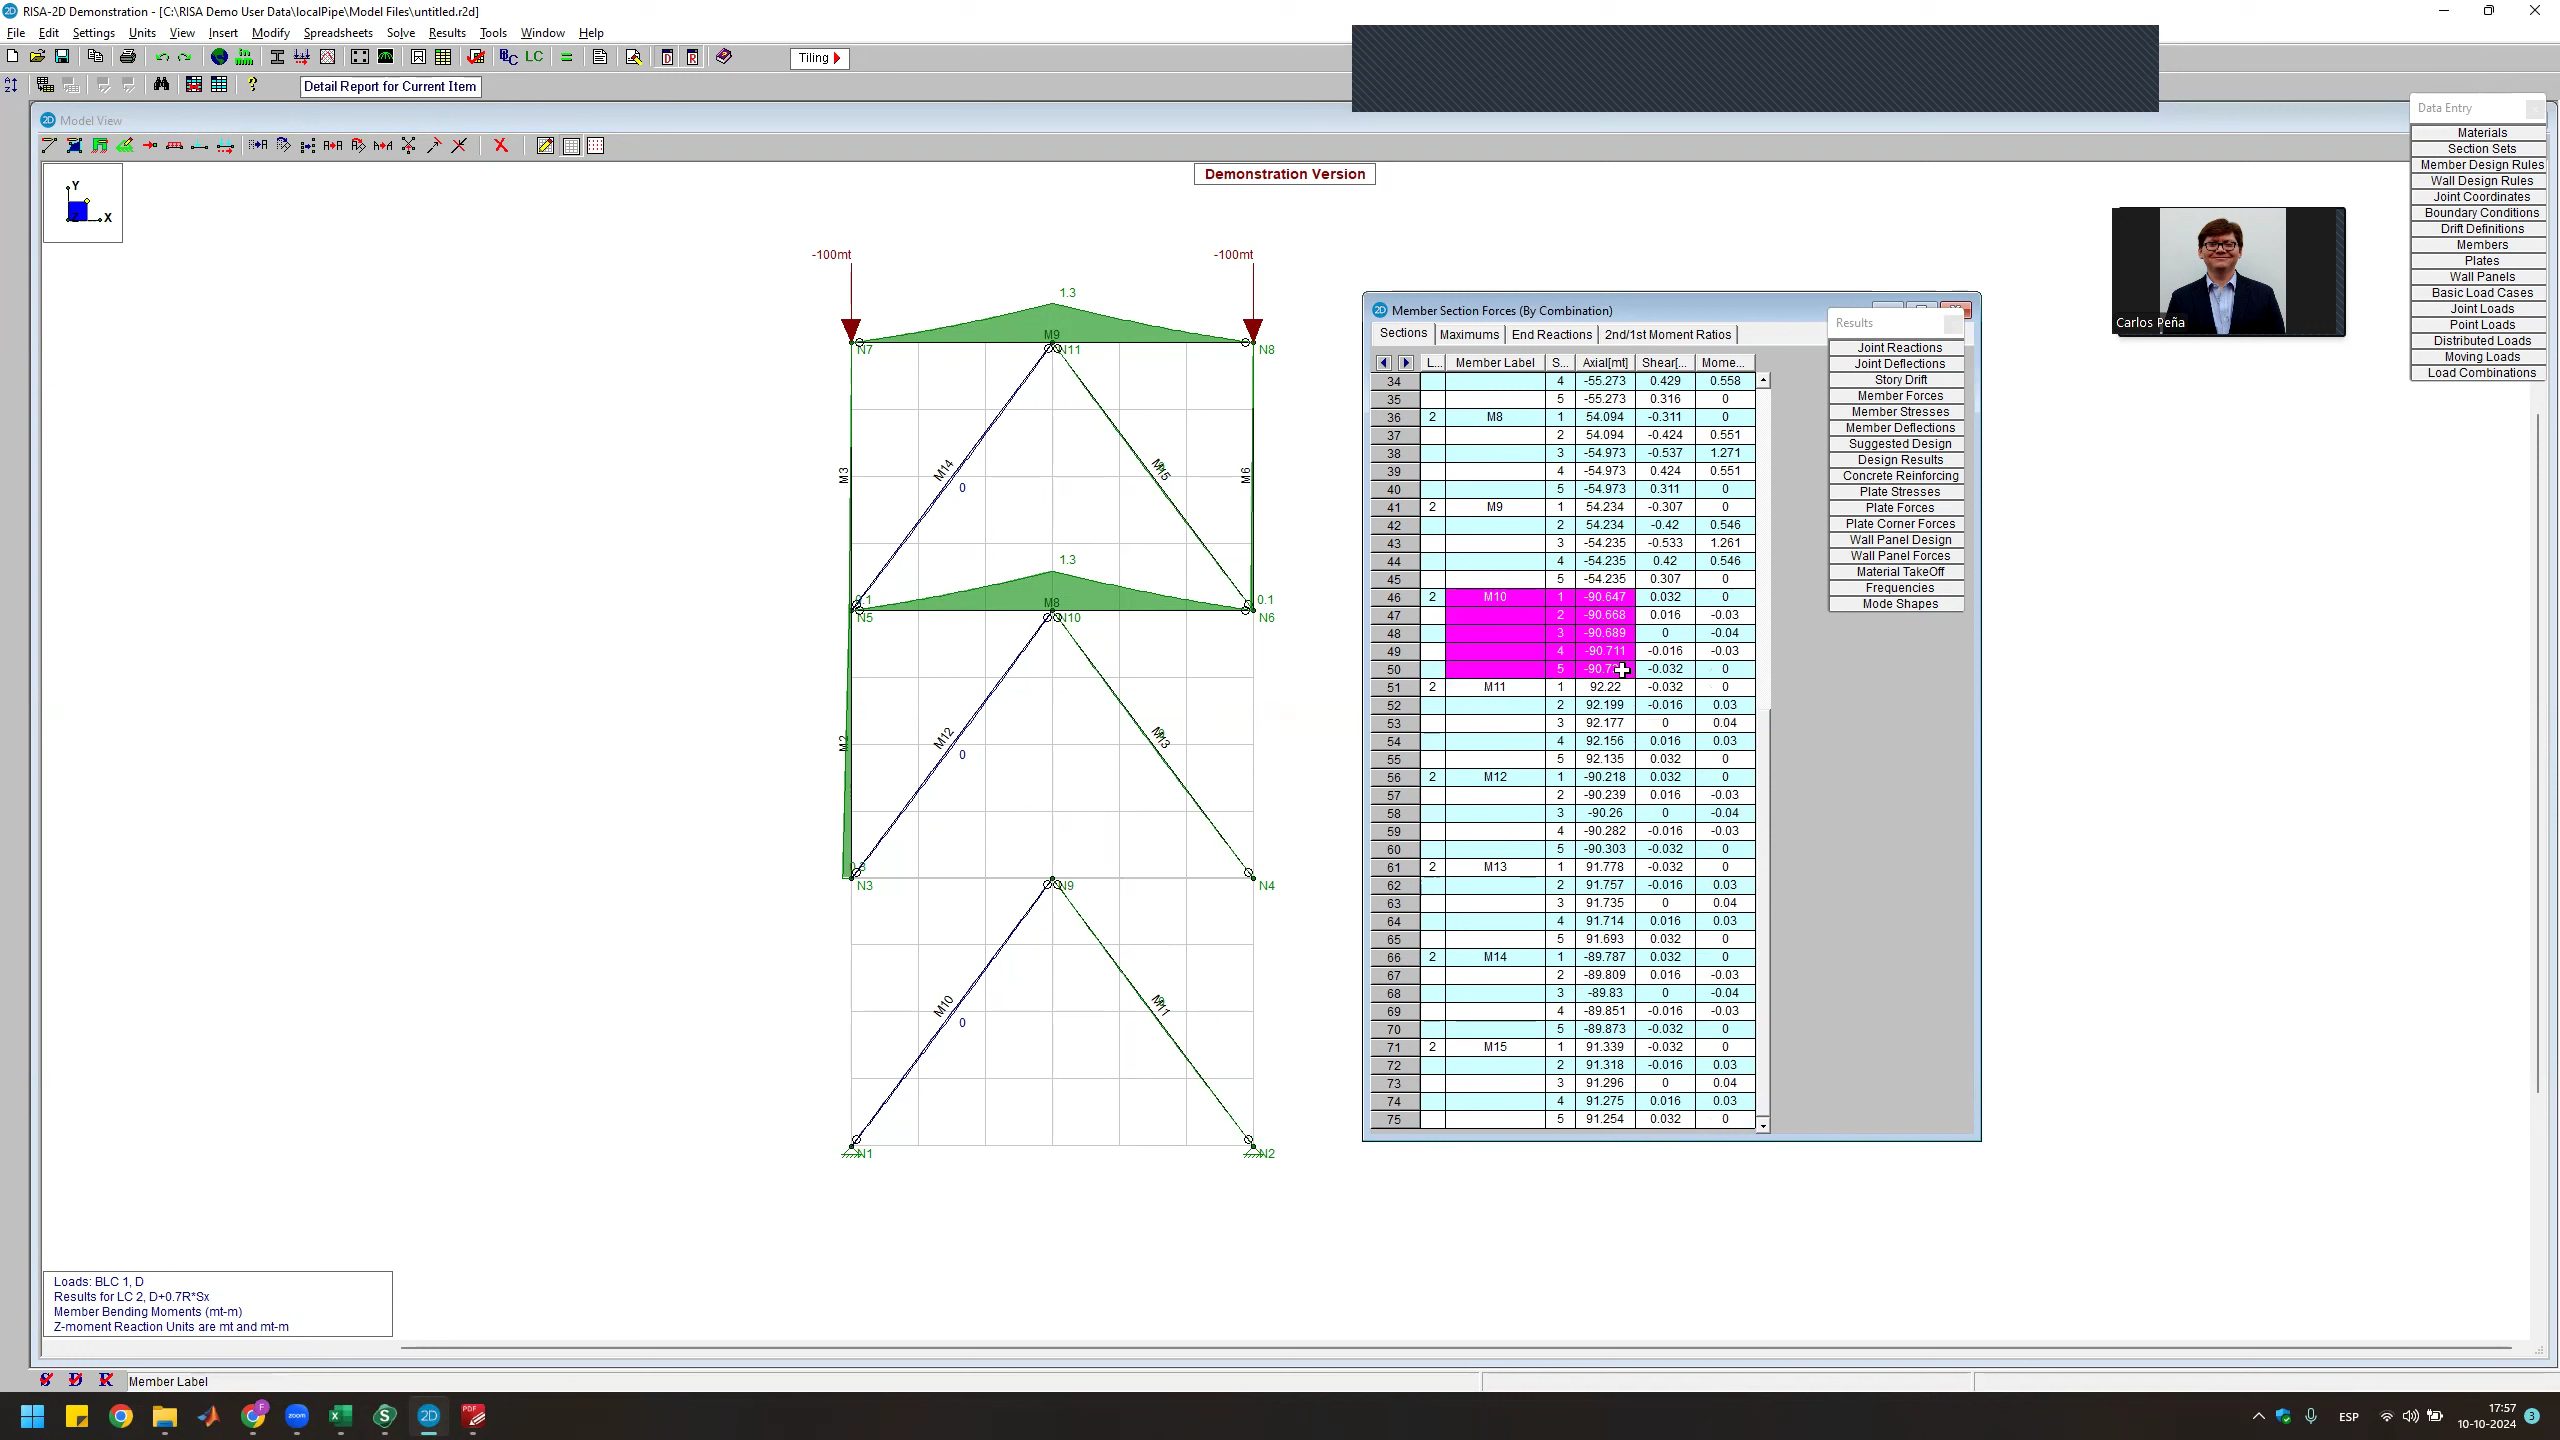 RISA-2D Demonstration - [C:\RISA Demo User Data\localPipe\Model Files\untitled.r2d]
File Edit Settings Units View Insert Modify Spreadsheets Solve Results Tools Window Help
Tiling
Detail Report for Current Item
Model View
Demonstration Version
Y
Z
X
-100mt -100mt
1.3
N7 M9 N11 N8
M3 M14 0 M15 M6
1.3
0.1 M8 0.1
N5 N10 N6
M2 M12 0 M13
N3 N9 N4
M10 0 M11
N1 N2
Loads: BLC 1, D
Results for LC 2, D+0.7R*Sx
Member Bending Moments (mt-m)
Z-moment Reaction Units are mt and mt-m
Member Section Forces (By Combination)
Sections Maximums End Reactions 2nd/1st Moment Ratios
L... Member Label S... Axial[mt] Shear[... Mome...
34 4 -55.273 0.429 0.558
35 5 -55.273 0.316 0
36 2 M8 1 54.094 -0.311 0
37 2 54.094 -0.424 0.551
38 3 -54.973 -0.537 1.271
39 4 -54.973 0.424 0.551
40 5 -54.973 0.311 0
41 2 M9 1 54.234 -0.307 0
42 2 54.234 -0.42 0.546
43 3 -54.235 -0.533 1.261
44 4 -54.235 0.42 0.546
45 5 -54.235 0.307 0
46 2 M10 1 -90.647 0.032 0
47 2 -90.668 0.016 -0.03
48 3 -90.689 0 -0.04
49 4 -90.711 -0.016 -0.03
50 5 -0.032 0
51 2 M11 1 92.22 -0.032 0
52 2 92.199 -0.016 0.03
53 3 92.177 0 0.04
54 4 92.156 0.016 0.03
55 5 92.135 0.032 0
56 2 M12 1 -90.218 0.032 0
57 2 -90.239 0.016 -0.03
58 3 -90.26 0 -0.04
59 4 -90.282 -0.016 -0.03
60 5 -90.303 -0.032 0
61 2 M13 1 91.778 -0.032 0
62 2 91.757 -0.016 0.03
63 3 91.735 0 0.04
64 4 91.714 0.016 0.03
65 5 91.693 0.032 0
66 2 M14 1 -89.787 0.032 0
67 2 -89.809 0.016 -0.03
68 3 -89.83 0 -0.04
69 4 -89.851 -0.016 -0.03
70 5 -89.873 -0.032 0
71 2 M15 1 91.339 -0.032 0
72 2 91.318 -0.016 0.03
73 3 91.296 0 0.04
74 4 91.275 0.016 0.03
75 5 91.254 0.032 0
Results
Joint Reactions
Joint Deflections
Story Drift
Member Forces
Member Stresses
Member Deflections
Suggested Design
Design Results
Concrete Reinforcing
Plate Stresses
Plate Forces
Plate Corner Forces
Wall Panel Design
Wall Panel Forces
Material TakeOff
Frequencies
Mode Shapes
Carlos Peña
Data Entry
Materials
Section Sets
Member Design Rules
Wall Design Rules
Joint Coordinates
Boundary Conditions
Drift Definitions
Members
Plates
Wall Panels
Basic Load Cases
Joint Loads
Point Loads
Distributed Loads
Moving Loads
Load Combinations
S D R Member Label
zoom
2D
PDF
ESP
17:57
10-10-2024
3